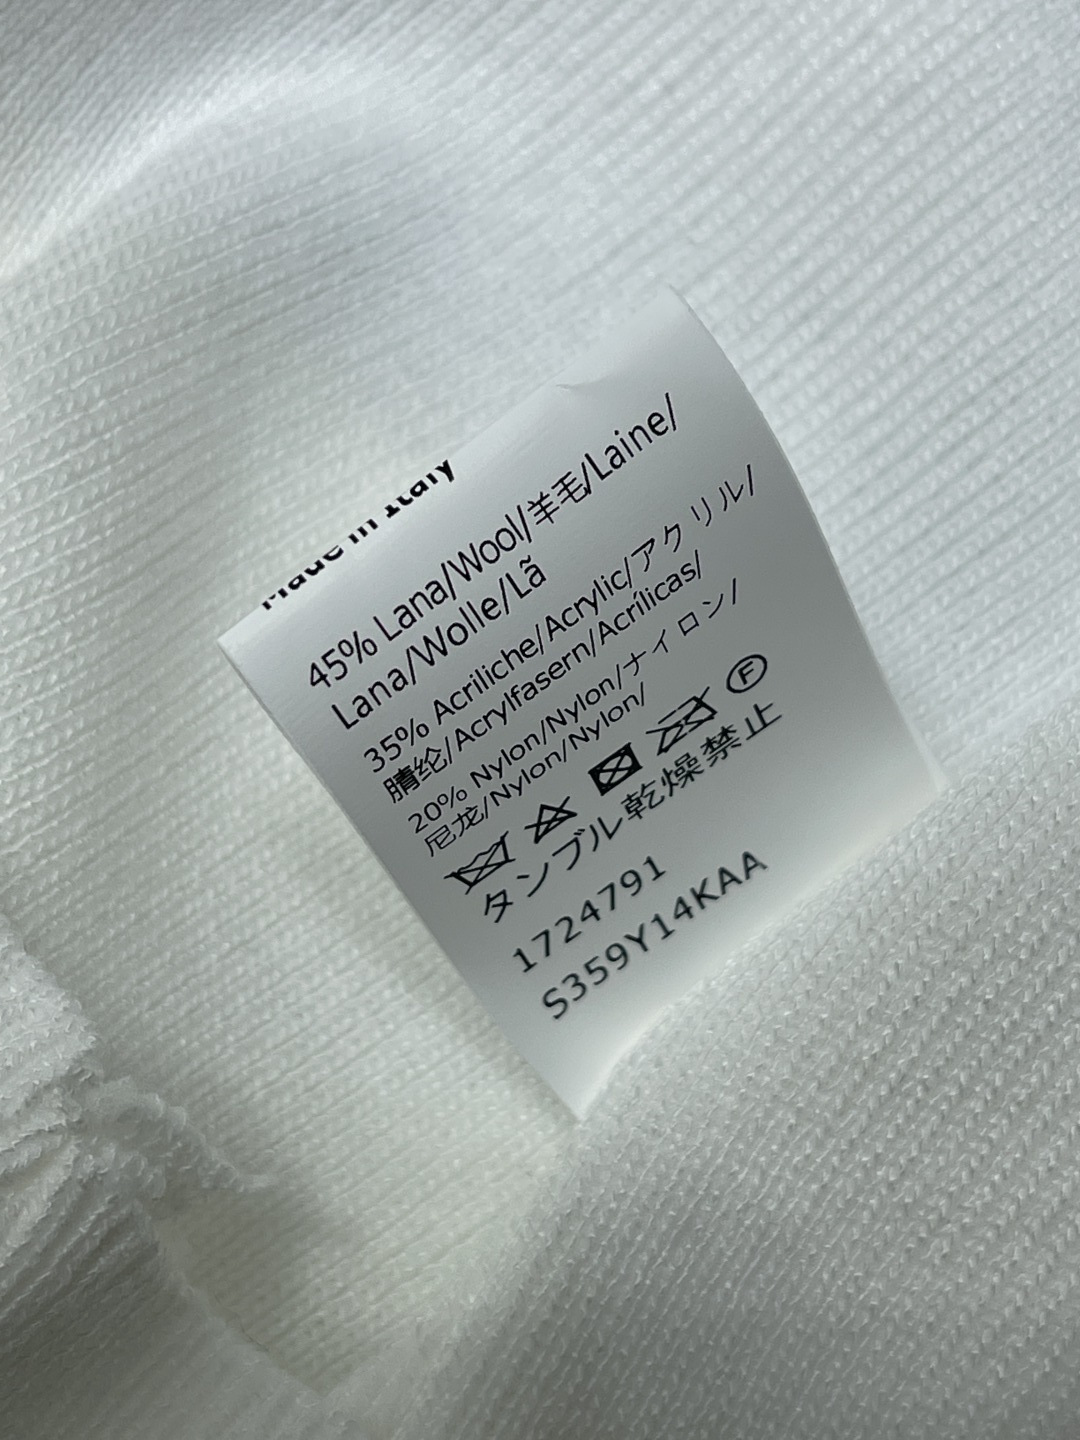 Made in Italy
45% Lana/Wool/羊毛/Laine/
Lana/Wolle/Lã
35% Acriliche/Acrylic/アクリル/
腈纶/Acrylfasern/Acrílicas/
20% Nylon/Nylon/ナイロン/
尼龙/Nylon/Nylon/
F
タンブル乾燥禁止
1724791
S359Y14KAA